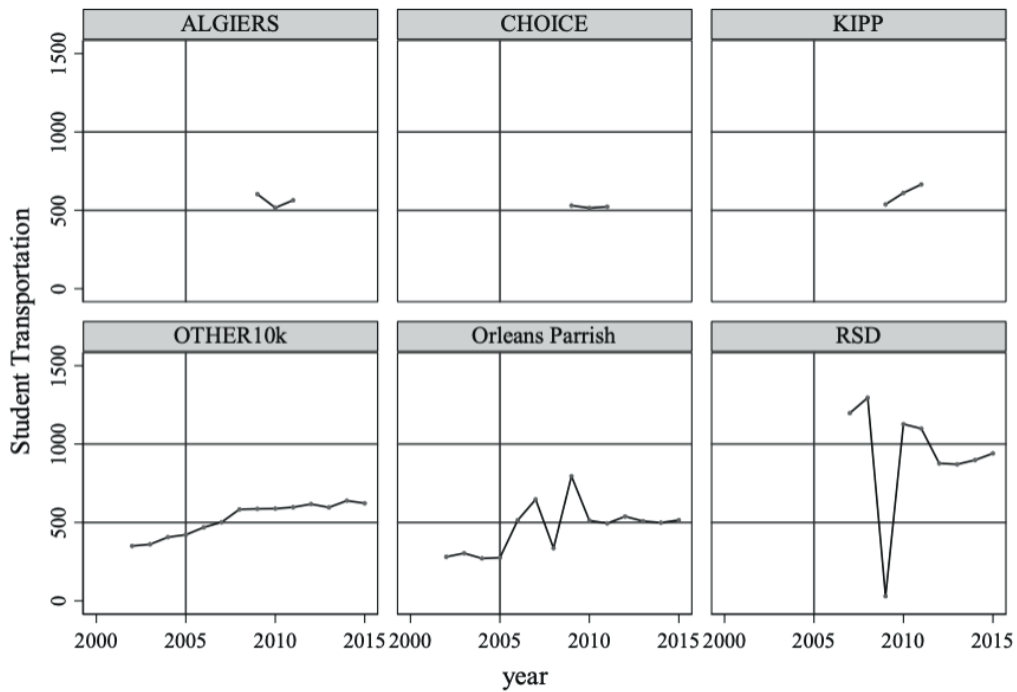 ALGIERS CHOICE KIPP
1500
1000
500
0
Student Transportation
OTHER10k Orleans Parrish RSD
1500
1000
500
0
2000 2005 2010 2015 2000 2005 2010 2015 2000 2005 2010 2015
year